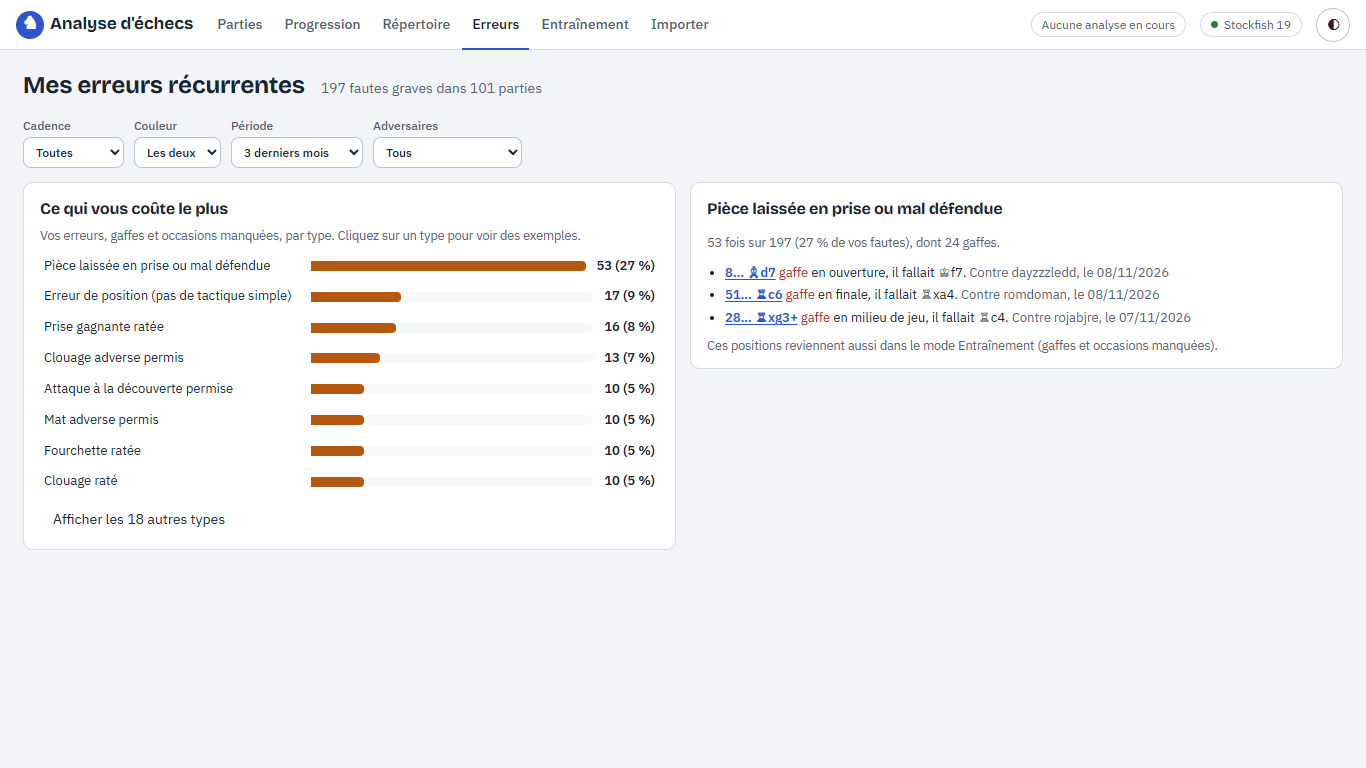 Analyse d'échecs Parties Progression Répertoire Erreurs Entraînement Importer Aucune analyse en cours Stockfish 19
Mes erreurs récurrentes 197 fautes graves dans 101 parties
Cadence Couleur Période Adversaires
Toutes Les deux 3 derniers mois Tous
Ce qui vous coûte le plus
Vos erreurs, gaffes et occasions manquées, par type. Cliquez sur un type pour voir des exemples.
Pièce laissée en prise ou mal défendue 53 (27 %)
Erreur de position (pas de tactique simple) 17 (9 %)
Prise gagnante ratée 16 (8 %)
Clouage adverse permis 13 (7 %)
Attaque à la découverte permise 10 (5 %)
Mat adverse permis 10 (5 %)
Fourchette ratée 10 (5 %)
Clouage raté 10 (5 %)
Afficher les 18 autres types
Pièce laissée en prise ou mal défendue
53 fois sur 197 (27 % de vos fautes), dont 24 gaffes.
8... ♝d7 gaffe en ouverture, il fallait ♔f7. Contre dayzzzledd, le 08/11/2026
51... ♜c6 gaffe en finale, il fallait ♖xa4. Contre romdoman, le 08/11/2026
28... ♜xg3+ gaffe en milieu de jeu, il fallait ♖c4. Contre rojabjre, le 07/11/2026
Ces positions reviennent aussi dans le mode Entraînement (gaffes et occasions manquées).